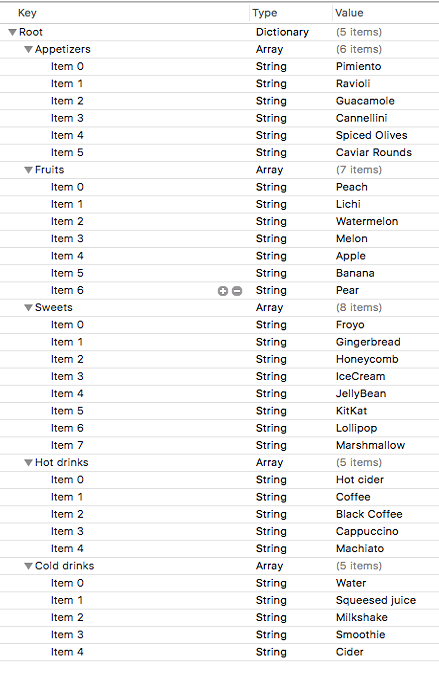 Key Type Value
Root Dictionary (5 items)
Appetizers Array (6 items)
Item 0 String Pimiento
Item 1 String Ravioli
Item 2 String Guacamole
Item 3 String Cannellini
Item 4 String Spiced Olives
Item 5 String Caviar Rounds
Fruits Array (7 items)
Item 0 String Peach
Item 1 String Lichi
Item 2 String Watermelon
Item 3 String Melon
Item 4 String Apple
Item 5 String Banana
Item 6 String Pear
Sweets Array (8 items)
Item 0 String Froyo
Item 1 String Gingerbread
Item 2 String Honeycomb
Item 3 String IceCream
Item 4 String JellyBean
Item 5 String KitKat
Item 6 String Lollipop
Item 7 String Marshmallow
Hot drinks Array (5 items)
Item 0 String Hot cider
Item 1 String Coffee
Item 2 String Black Coffee
Item 3 String Cappuccino
Item 4 String Machiato
Cold drinks Array (5 items)
Item 0 String Water
Item 1 String Squeesed juice
Item 2 String Milkshake
Item 3 String Smoothie
Item 4 String Cider